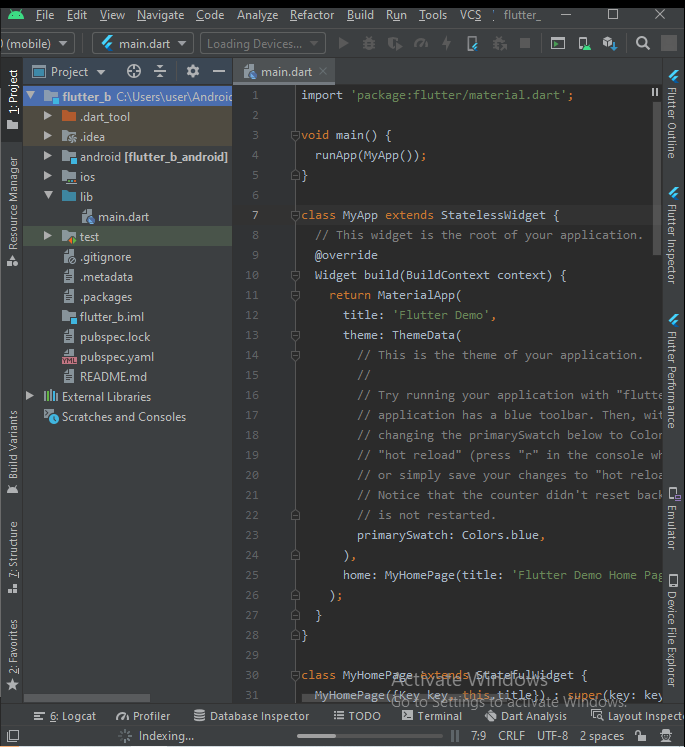 File Edit View Navigate Code Analyze Refactor Build Run Tools VCS flutter_
(mobile) main.dart Loading Devices...
Project
main.dart
1: Project
Resource Manager
Build Variants
7: Structure
2: Favorites
flutter_b C:\Users\user\Androi
.dart_tool
.idea
android [flutter_b_android]
ios
lib
main.dart
test
.gitignore
.metadata
.packages
flutter_b.iml
pubspec.lock
pubspec.yaml
README.md
External Libraries
Scratches and Consoles
1 import 'package:flutter/material.dart';
2
3 void main() {
4 runApp(MyApp());
5 }
6
7 class MyApp extends StatelessWidget {
8 // This widget is the root of your application.
9 @override
10 Widget build(BuildContext context) {
11 return MaterialApp(
12 title: 'Flutter Demo',
13 theme: ThemeData(
14 // This is the theme of your application.
15 //
16 // Try running your application with "flutte
17 // application has a blue toolbar. Then, wit
18 // changing the primarySwatch below to Color
19 // "hot reload" (press "r" in the console wh
20 // or simply save your changes to "hot reloa
21 // Notice that the counter didn't reset back
22 // is not restarted.
23 primarySwatch: Colors.blue,
24 ),
25 home: MyHomePage(title: 'Flutter Demo Home Pag
26 );
27 }
28 }
29
30 class MyHomePage extends StatefulWidget {
31 MyHomePage({Key key, this.title}) : super(key: key
Flutter Outline
Flutter Inspector
Flutter Performance
Emulator
Device File Explorer
Activate Windows
Go to Settings to activate Windows.
6: Logcat Profiler Database Inspector TODO Terminal Dart Analysis Layout Inspec
Indexing... 7:9 CRLF UTF-8 2 spaces